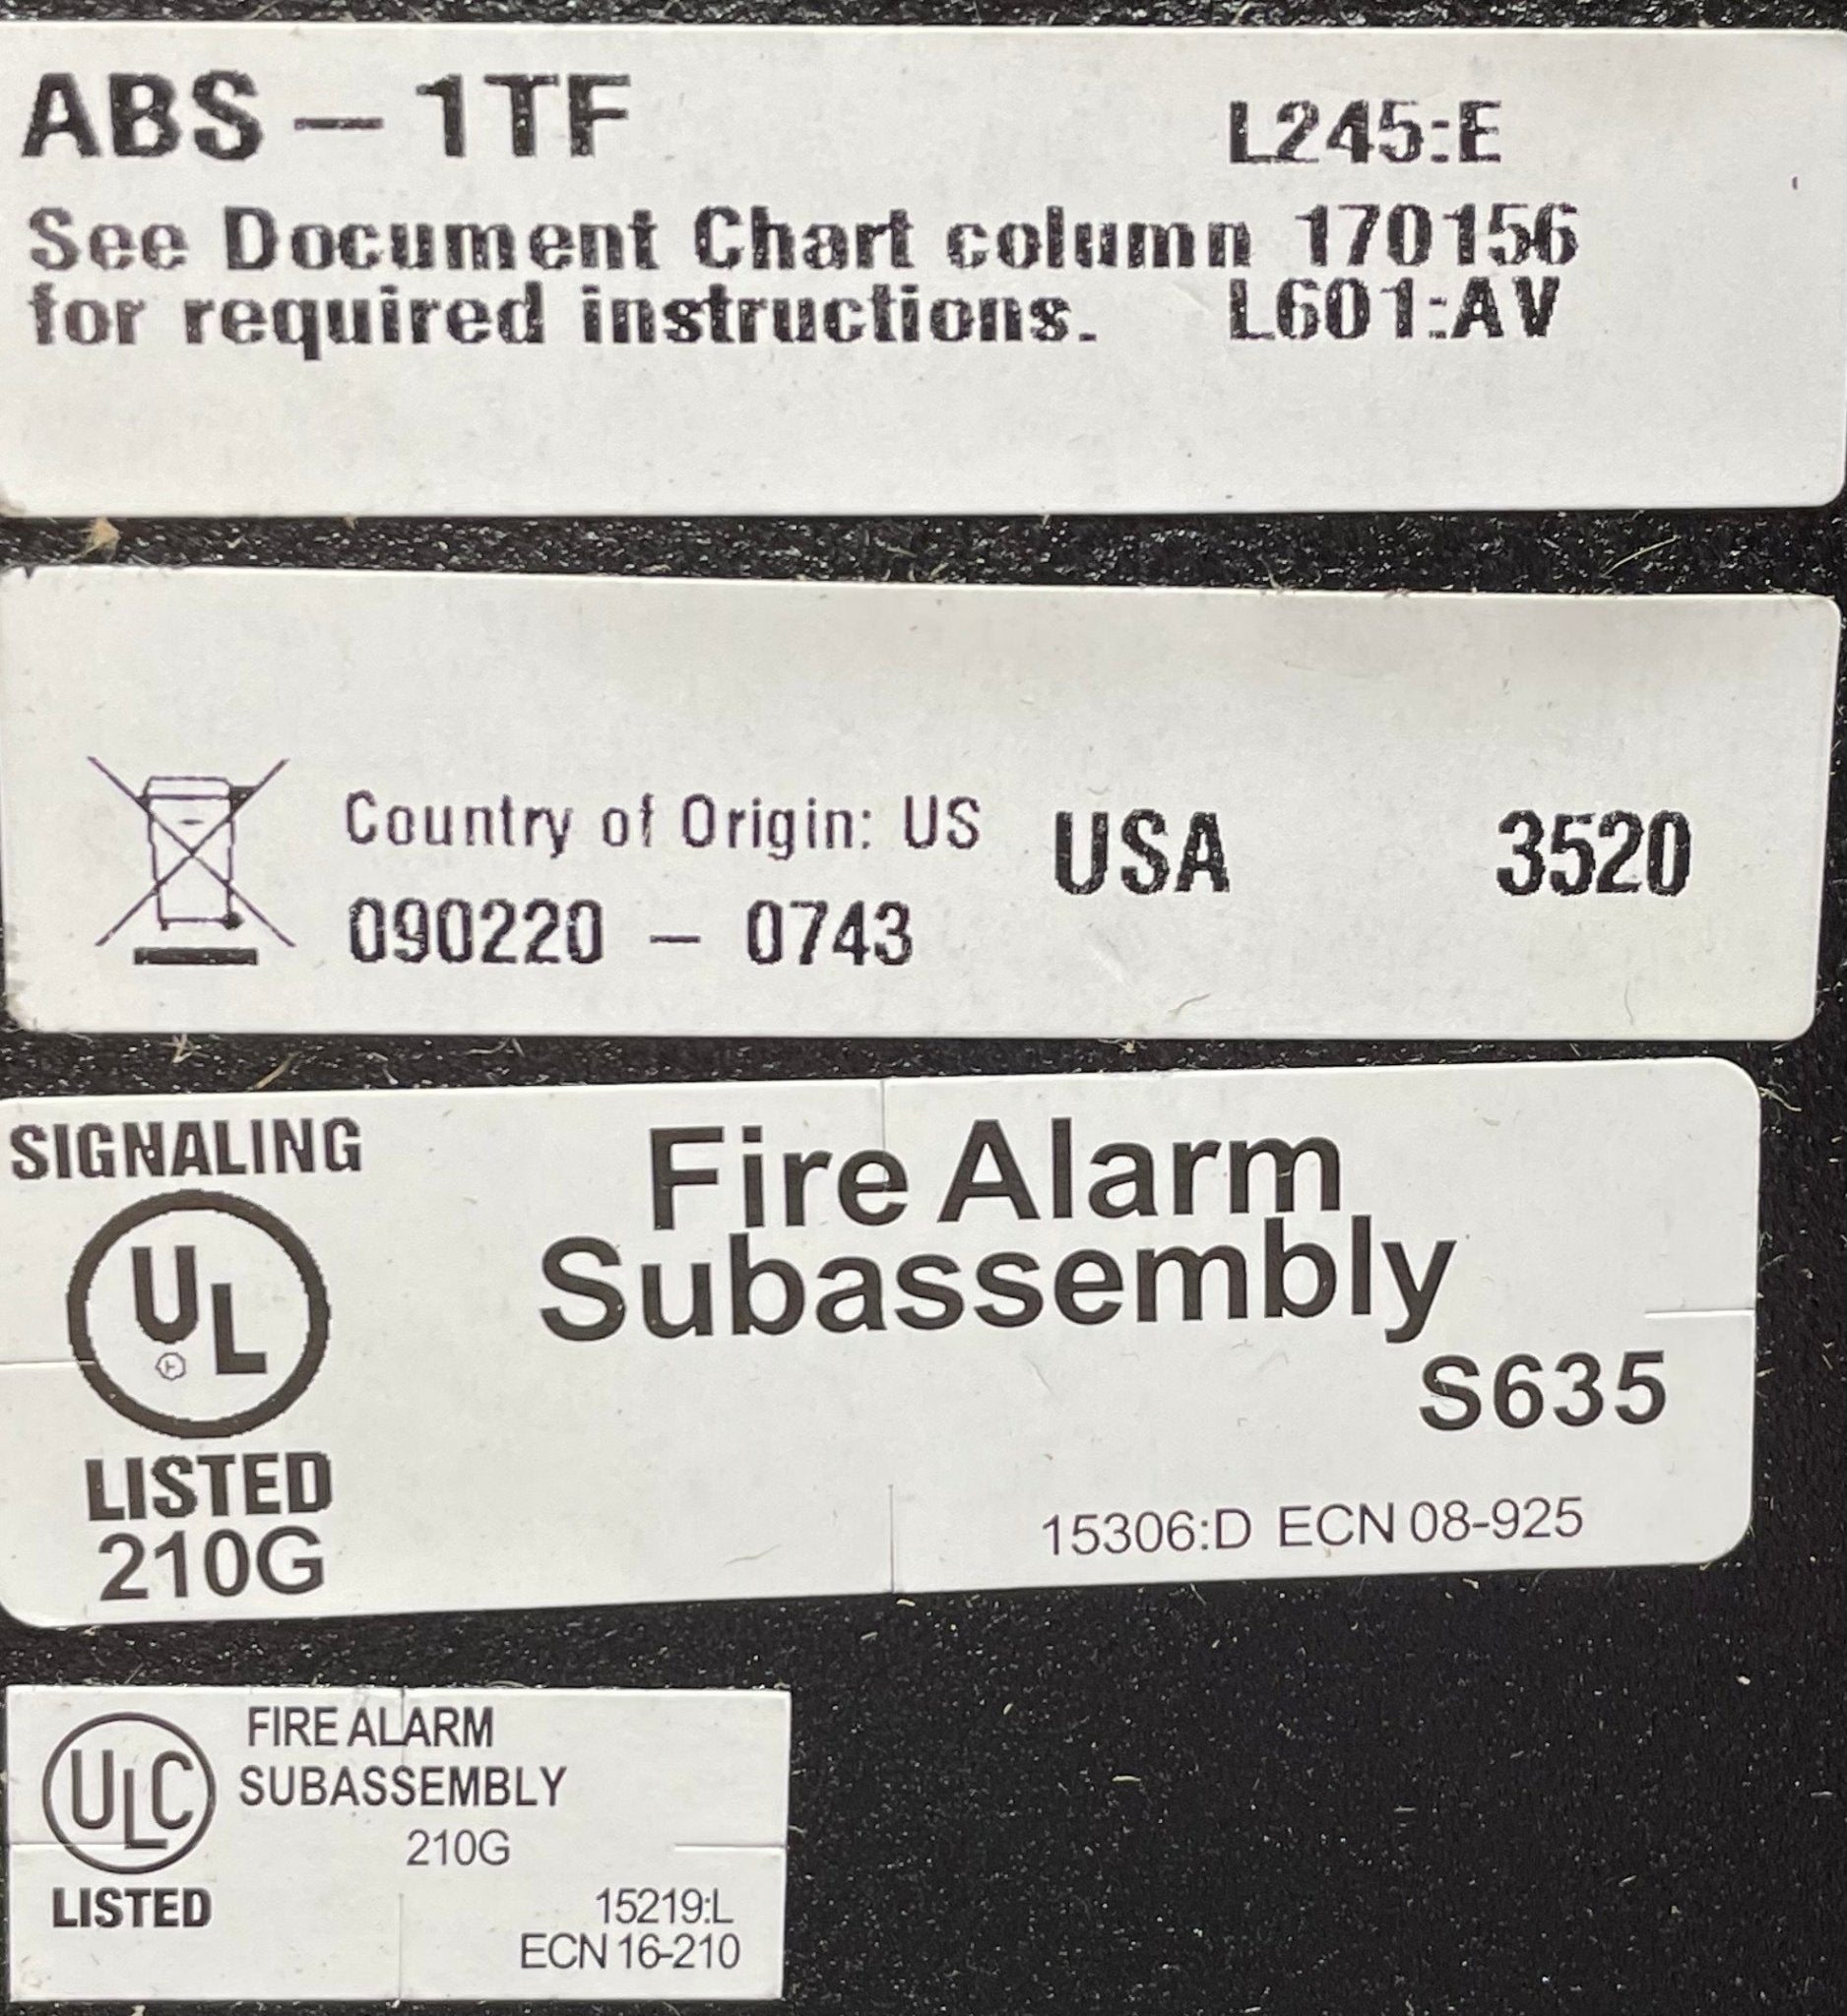 ABS – 1TF L245:E
See Document Chart column 170156
for required instructions. L601:AV
Country of Origin: US USA 3520
090220 – 0743
SIGNALING
UL
LISTED
210G
Fire Alarm
Subassembly
S635
15306:D ECN 08-925
ULC
LISTED
FIRE ALARM
SUBASSEMBLY
210G
15219:L
ECN 16-210